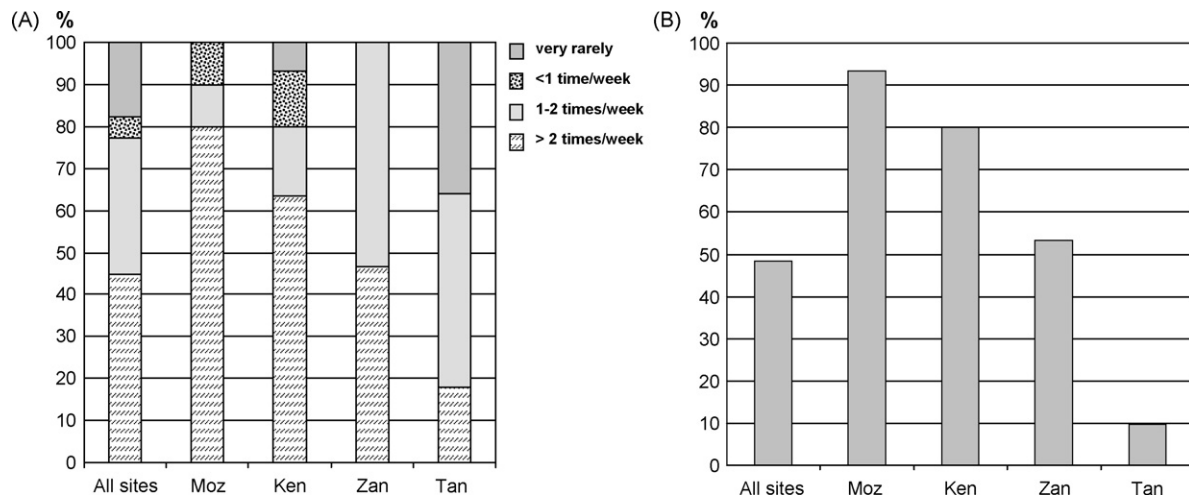 (A) %
100
90
80
70
60
50
40
30
20
10
0
All sites Moz Ken Zan Tan
very rarely
<1 time/week
1-2 times/week
> 2 times/week
(B) %
100
90
80
70
60
50
40
30
20
10
0
All sites Moz Ken Zan Tan